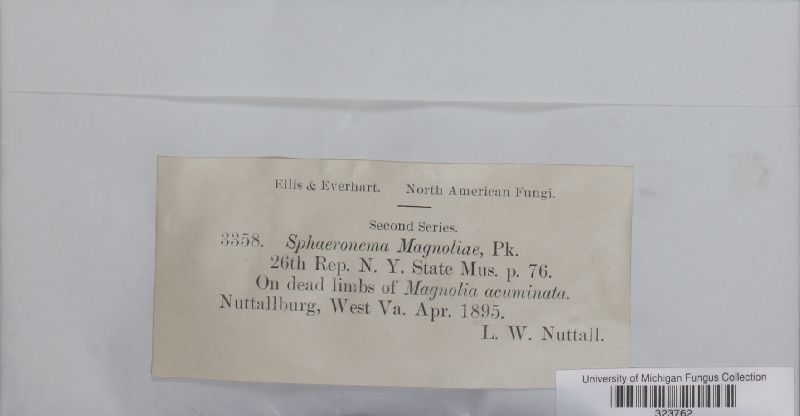 Ellis & Everhart. North American Fungi.
Second Series.
3358. Sphaeronema Magnoliae, Pk.
26th Rep. N. Y. State Mus. p. 76.
On dead limbs of Magnolia acuminata.
Nuttallburg, West Va. Apr. 1895.
L. W. Nuttall.
University of Michigan Fungus Collection
323762